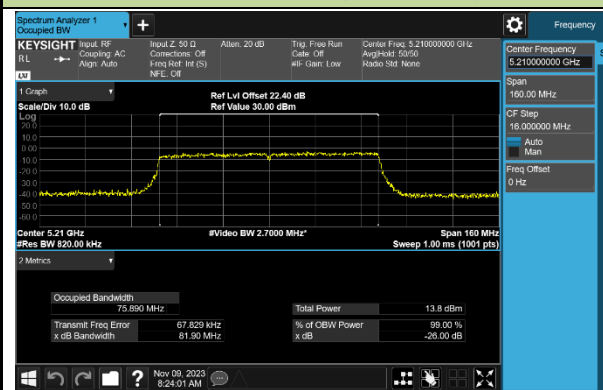 Spectrum Analyzer 1
Occupied BW
Frequency
KEYSIGHT
RL
LXI
Input: RF
Coupling: AC
Align: Auto
Input Z: 50 Ω
Corrections: Off
Freq Ref: Int (S)
NFE: Off
Atten: 20 dB
Trig: Free Run
Gate: Off
#IF Gain: Low
Center Freq: 5.210000000 GHz
Avg|Hold: 50/50
Radio Std: None
Center Frequency
5.210000000 GHz
Span
160.00 MHz
CF Step
16.000000 MHz
Auto
Man
Freq Offset
0 Hz
1 Graph
Scale/Div 10.0 dB
Ref Lvl Offset 22.40 dB
Ref Value 30.00 dBm
Log
20.0
10.0
0.00
-10.0
-20.0
-30.0
-40.0
-50.0
-60.0
Center 5.21 GHz
#Res BW 820.00 kHz
#Video BW 2.7000 MHz*
Span 160 MHz
Sweep 1.00 ms (1001 pts)
2 Metrics
Occupied Bandwidth
75.890 MHz
Total Power 13.8 dBm
Transmit Freq Error 67.829 kHz
x dB Bandwidth 81.90 MHz
% of OBW Power 99.00 %
x dB -26.00 dB
?
Nov 09, 2023
8:24:01 AM